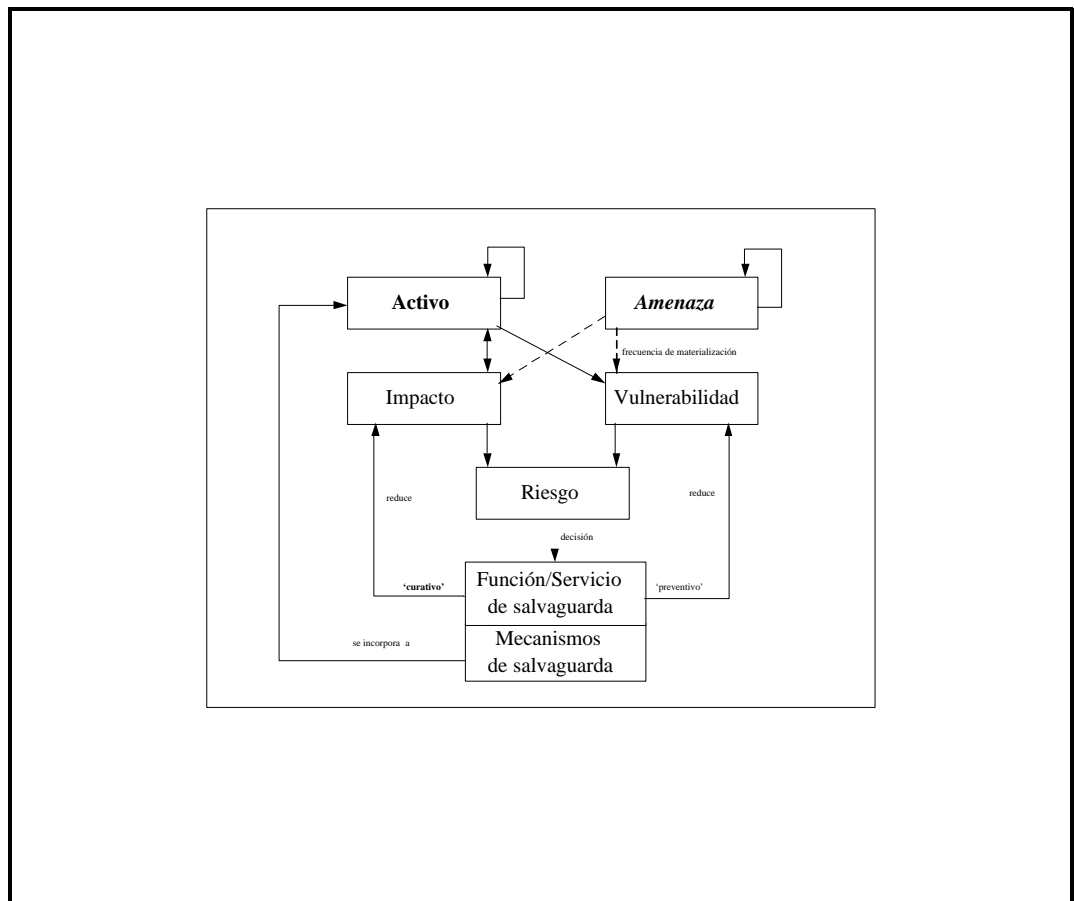 Activo
Amenaza
frecuencia de materialización
Impacto
Vulnerabilidad
Riesgo
reduce
reduce
decisión
Función/Servicio
de salvaguarda
‘curativo’
‘preventivo’
Mecanismos
de salvaguarda
se incorpora a